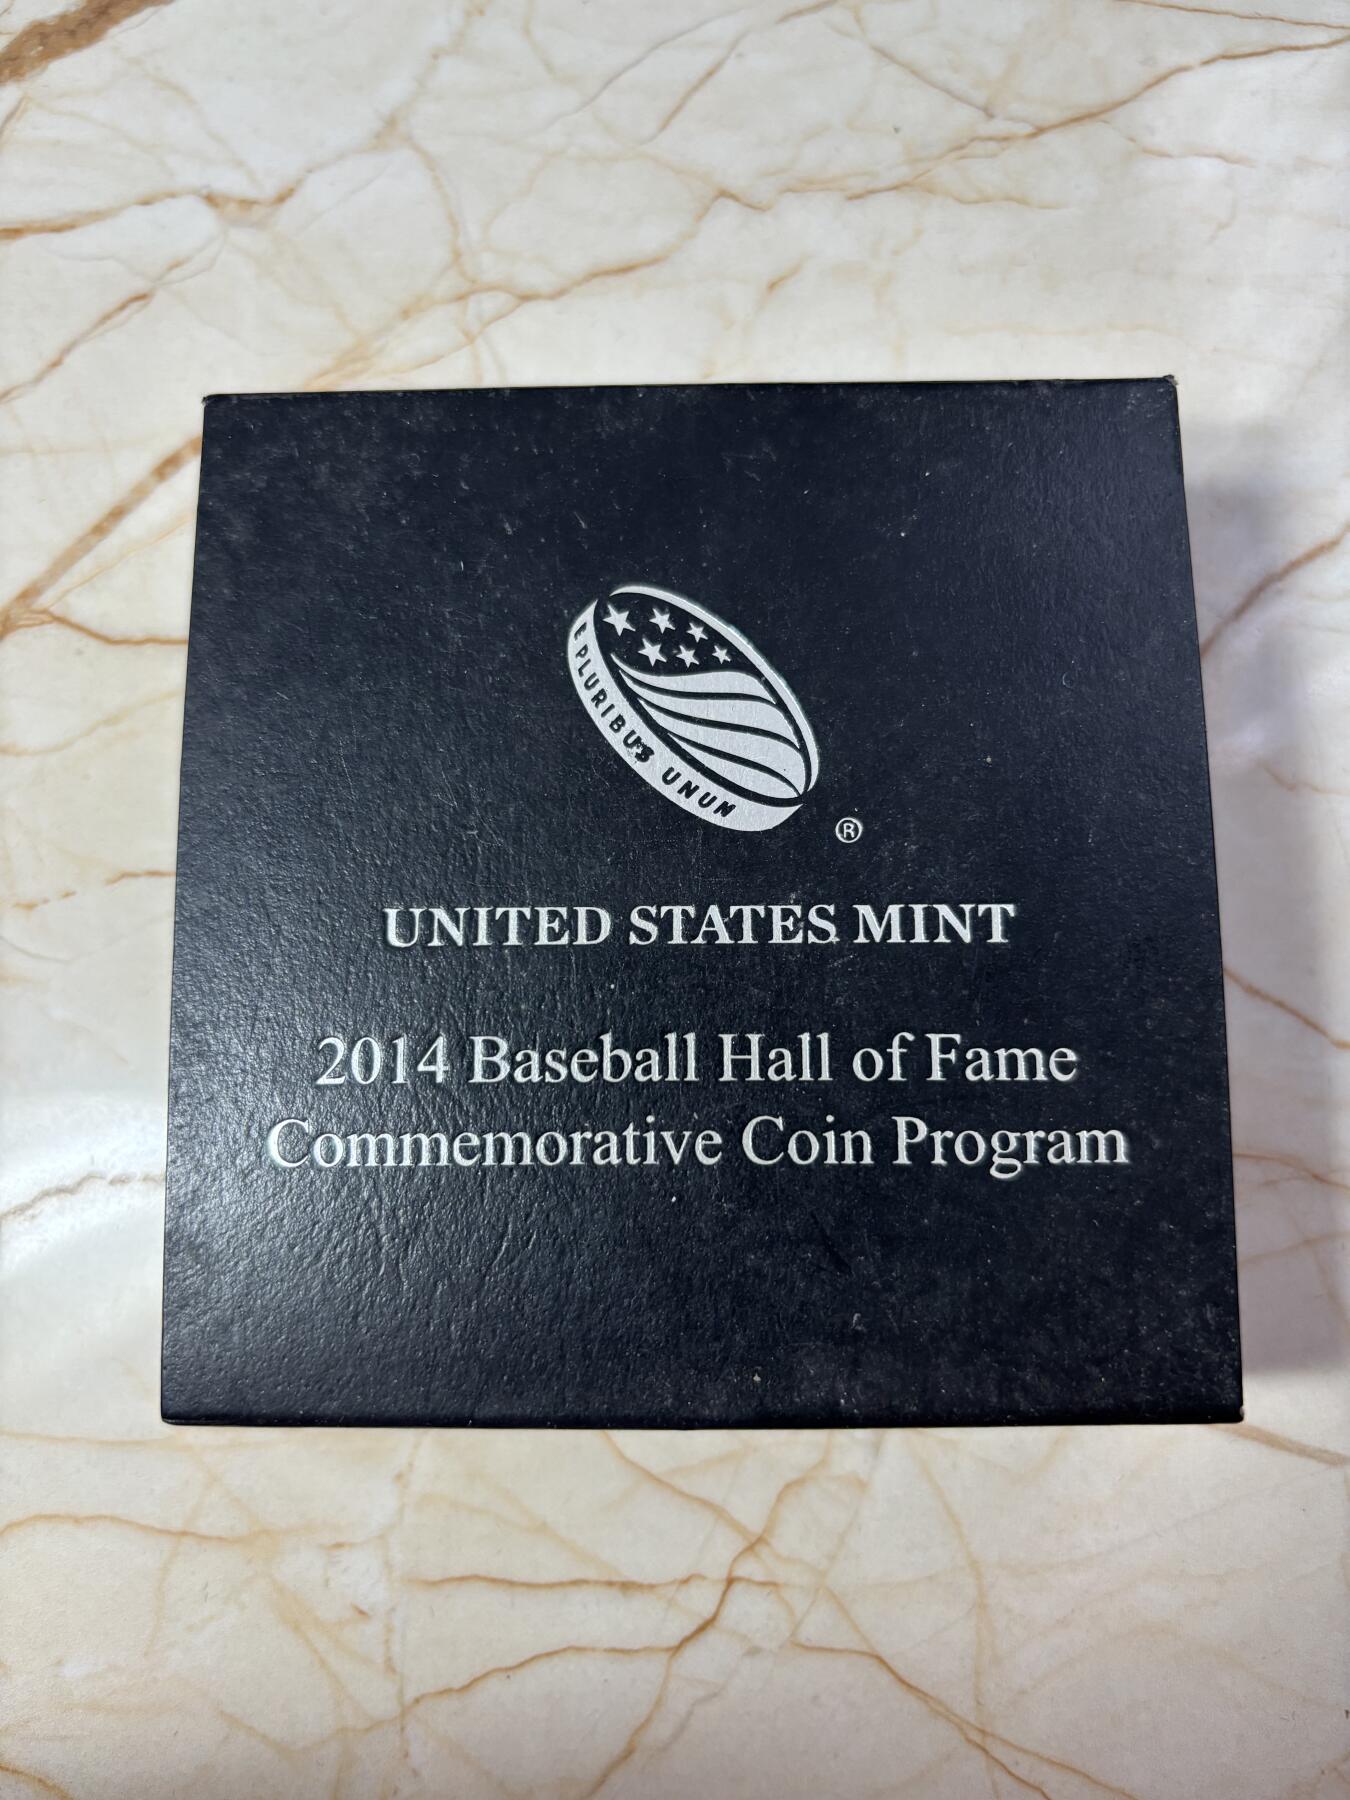 E PLURIBUS UNUM
®
UNITED STATES MINT
2014 Baseball Hall of Fame
Commemorative Coin Program